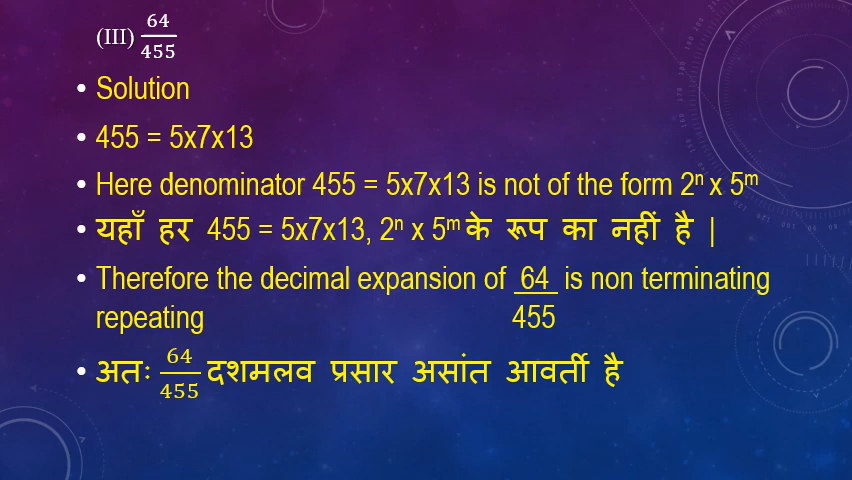 (III) 64/455
• Solution
• 455 = 5x7x13
• Here denominator 455 = 5x7x13 is not of the form 2ⁿ x 5ᵐ
• यहाँ हर 455 = 5x7x13, 2ⁿ x 5ᵐ के रूप का नहीं है |
• Therefore the decimal expansion of 64/455 is non terminating
repeating
• अतः 64/455 दशमलव प्रसार असांत आवर्ती है